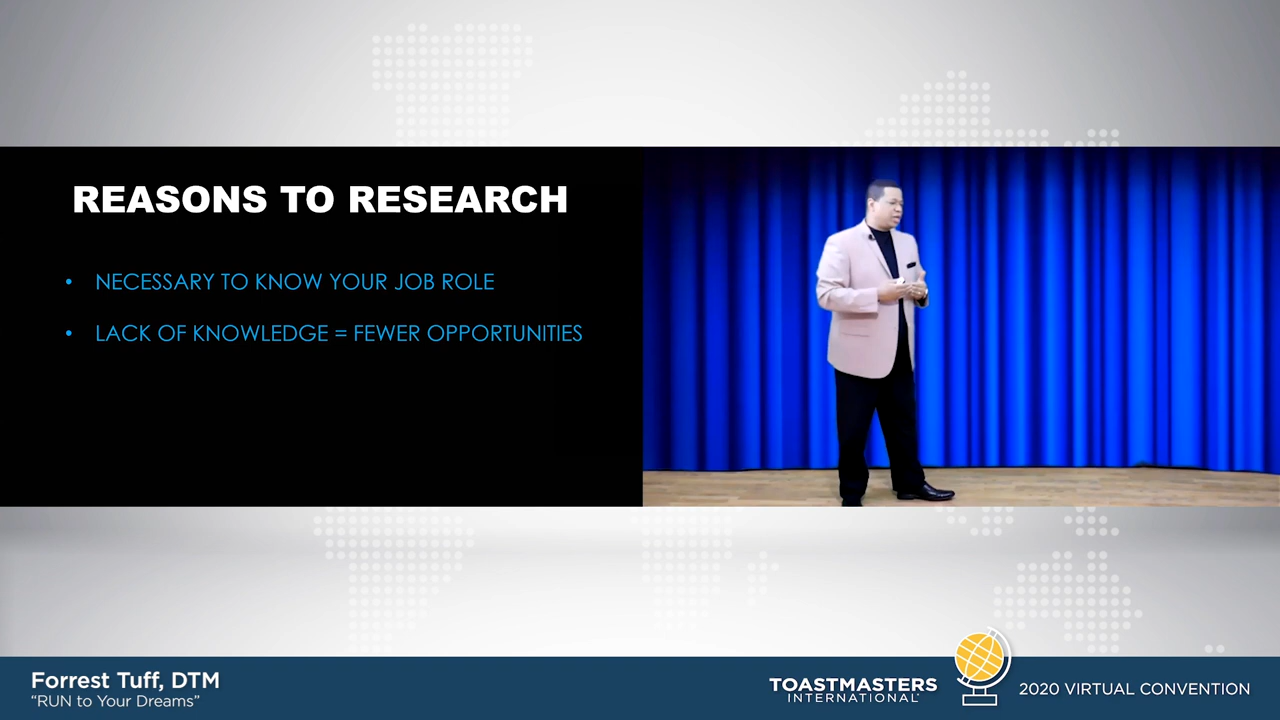 REASONS TO RESEARCH
• NECESSARY TO KNOW YOUR JOB ROLE
• LACK OF KNOWLEDGE = FEWER OPPORTUNITIES
Forrest Tuff, DTM
“RUN to Your Dreams”
TOASTMASTERS
INTERNATIONAL
2020 VIRTUAL CONVENTION